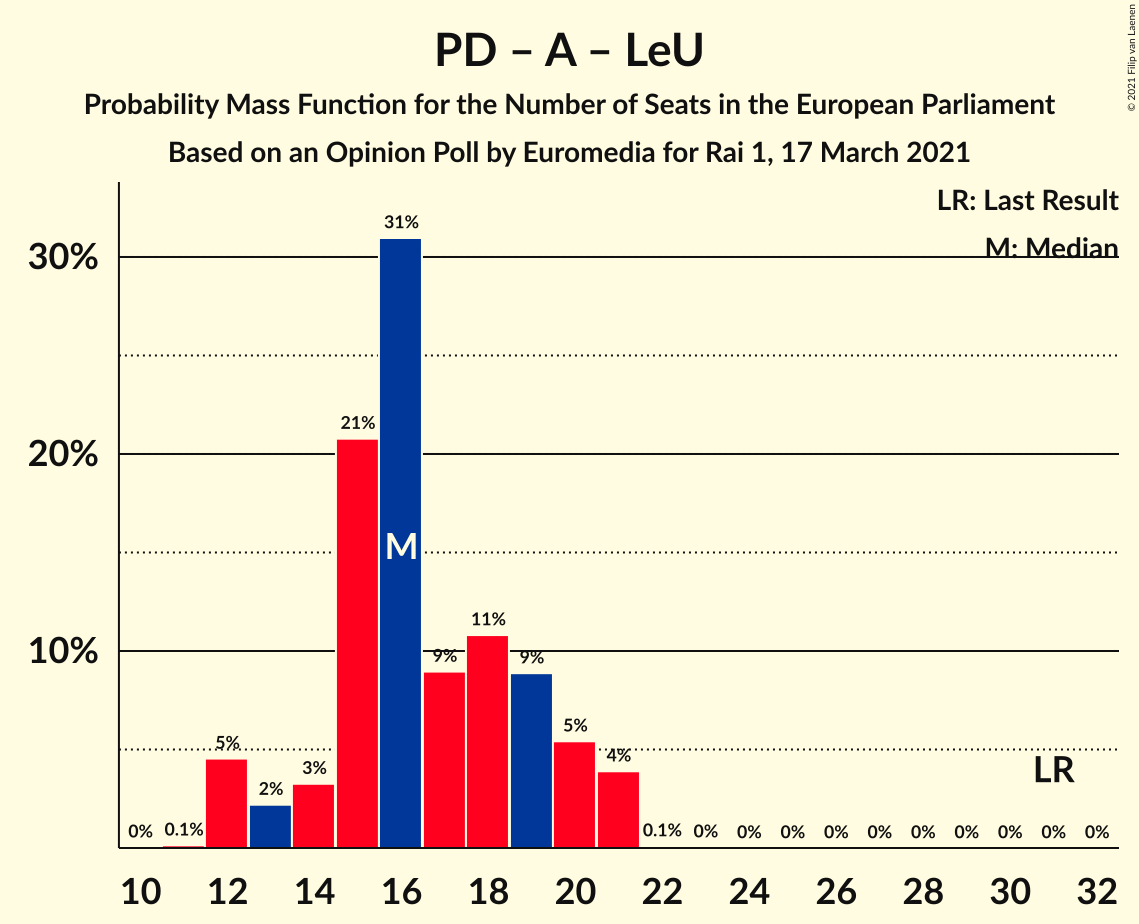 PD – A – LeU
Probability Mass Function for the Number of Seats in the European Parliament
Based on an Opinion Poll by Euromedia for Rai 1, 17 March 2021
© 2021 Filip van Laenen
LR: Last Result
M: Median
30%
20%
10%
0%
0.1%
5%
2%
3%
21%
31%
M
9%
11%
9%
5%
4%
0.1%
0%
0%
0%
0%
0%
0%
0%
0%
0%
0%
LR
10 12 14 16 18 20 22 24 26 28 30 32